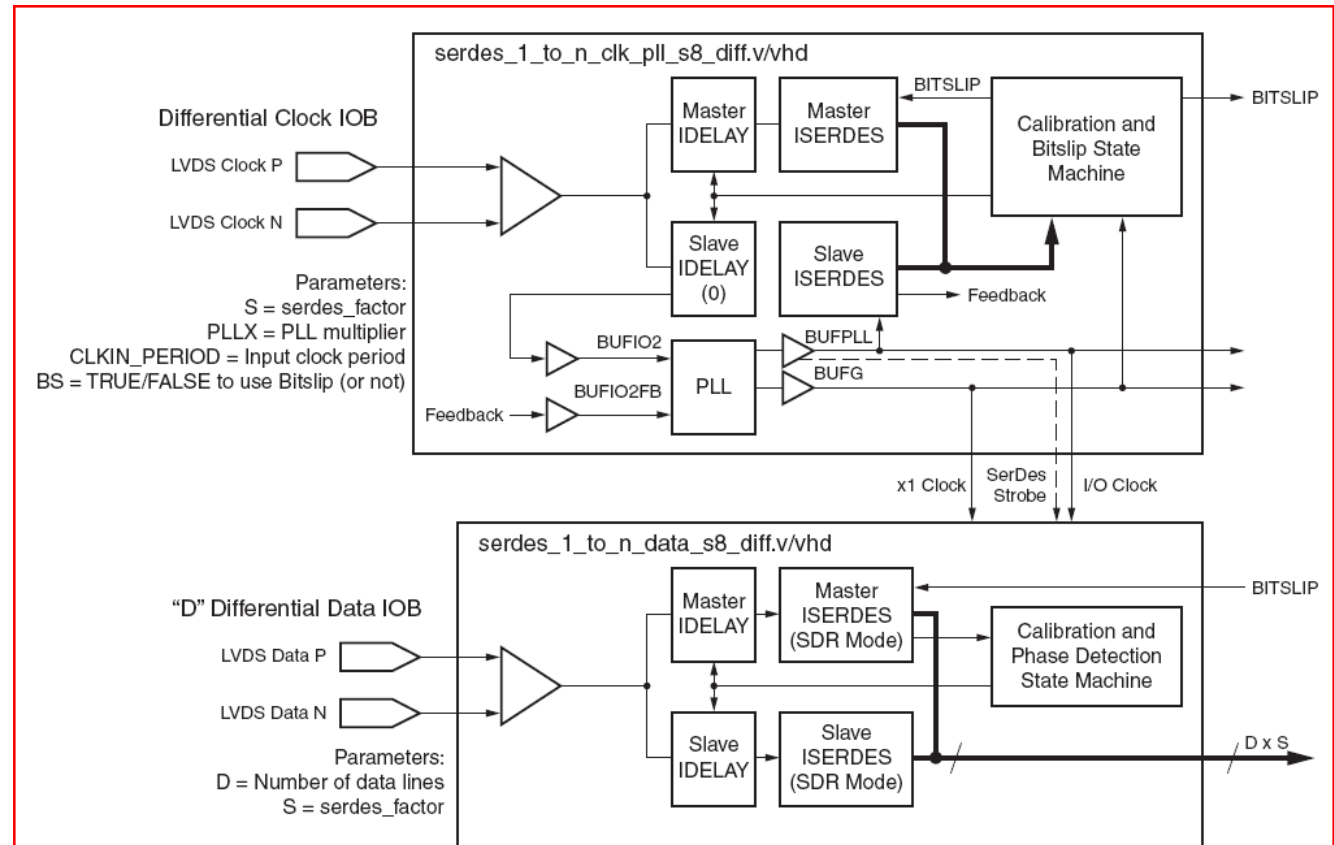 serdes_1_to_n_clk_pll_s8_diff.v/vhd
Differential Clock IOB
LVDS Clock P
LVDS Clock N
Parameters:
S = serdes_factor
PLLX = PLL multiplier
CLKIN_PERIOD = Input clock period
BS = TRUE/FALSE to use Bitslip (or not)
Master
IDELAY
Master
ISERDES
BITSLIP
Calibration and
Bitslip State
Machine
BITSLIP
Slave
IDELAY
(0)
Slave
ISERDES
Feedback
BUFIO2
BUFPLL
PLL
BUFG
BUFIO2FB
Feedback
x1 Clock
SerDes
Strobe
I/O Clock
serdes_1_to_n_data_s8_diff.v/vhd
"D" Differential Data IOB
LVDS Data P
LVDS Data N
Parameters:
D = Number of data lines
S = serdes_factor
Master
IDELAY
Master
ISERDES
(SDR Mode)
BITSLIP
Calibration and
Phase Detection
State Machine
Slave
IDELAY
Slave
ISERDES
(SDR Mode)
D x S